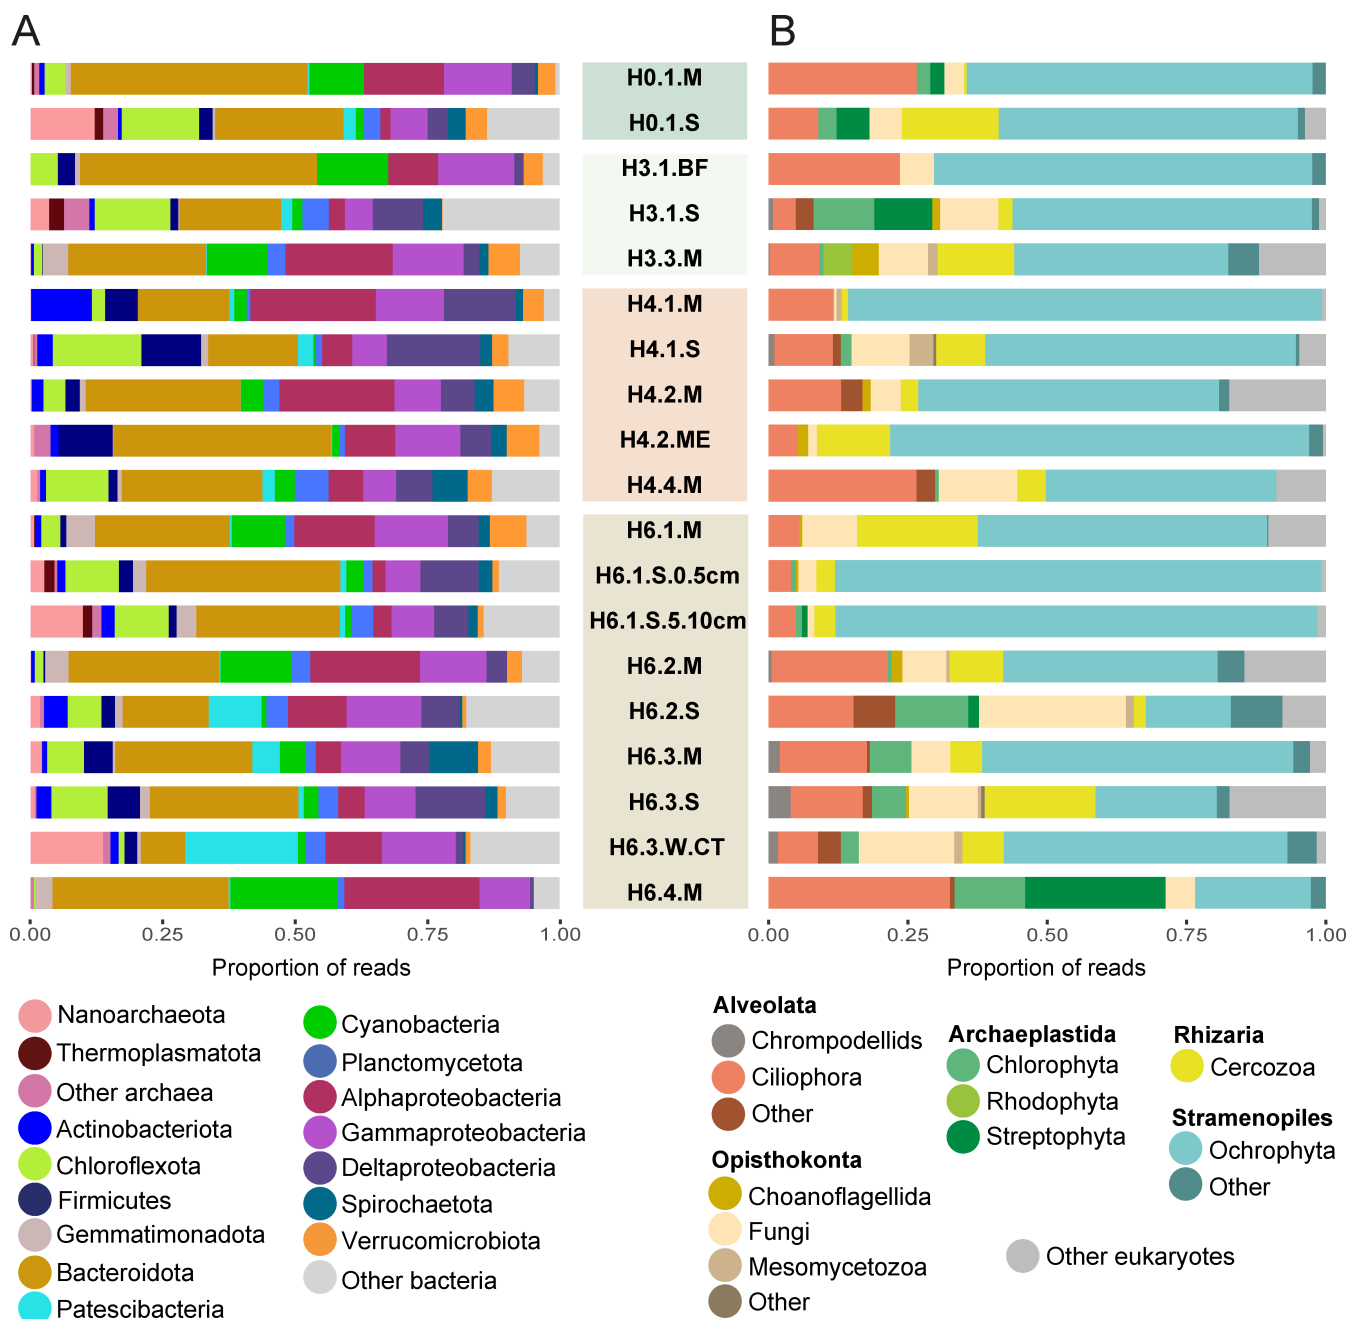 A
B
H0.1.M
H0.1.S
H3.1.BF
H3.1.S
H3.3.M
H4.1.M
H4.1.S
H4.2.M
H4.2.ME
H4.4.M
H6.1.M
H6.1.S.0.5cm
H6.1.S.5.10cm
H6.2.M
H6.2.S
H6.3.M
H6.3.S
H6.3.W.CT
H6.4.M
0.00 0.25 0.50 0.75 1.00
Proportion of reads
0.00 0.25 0.50 0.75 1.00
Proportion of reads
Nanoarchaeota
Thermoplasmatota
Other archaea
Actinobacteriota
Chloroflexota
Firmicutes
Gemmatimonadota
Bacteroidota
Patescibacteria
Cyanobacteria
Planctomycetota
Alphaproteobacteria
Gammaproteobacteria
Deltaproteobacteria
Spirochaetota
Verrucomicrobiota
Other bacteria
Alveolata
Chrompodellids
Ciliophora
Other
Opisthokonta
Choanoflagellida
Fungi
Mesomycetozoa
Other
Archaeplastida
Chlorophyta
Rhodophyta
Streptophyta
Rhizaria
Cercozoa
Stramenopiles
Ochrophyta
Other
Other eukaryotes